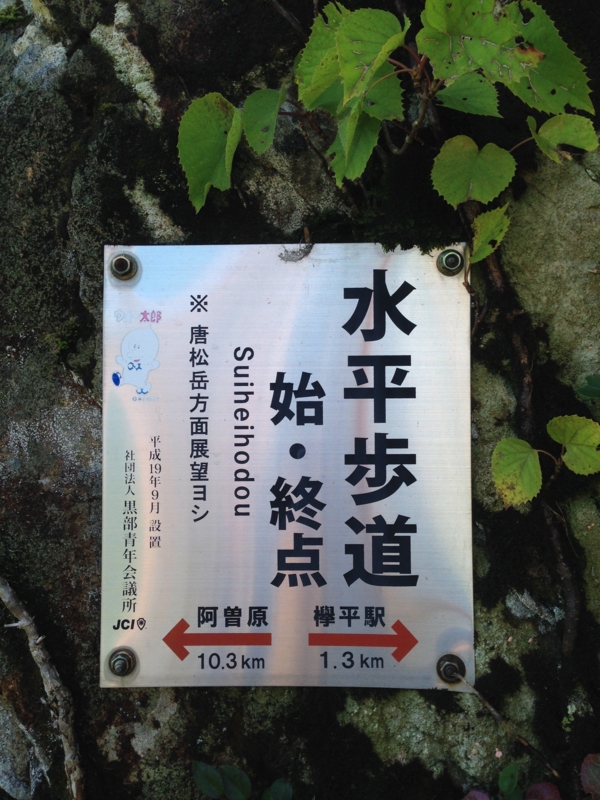 水平歩道
始・終点
Suiheihodou
※ 唐松岳方面展望ヨシ
平成19年9月 設置
社団法人 黒部青年会議所
JCI
太郎
阿曽原
10.3km
欅平駅
1.3km